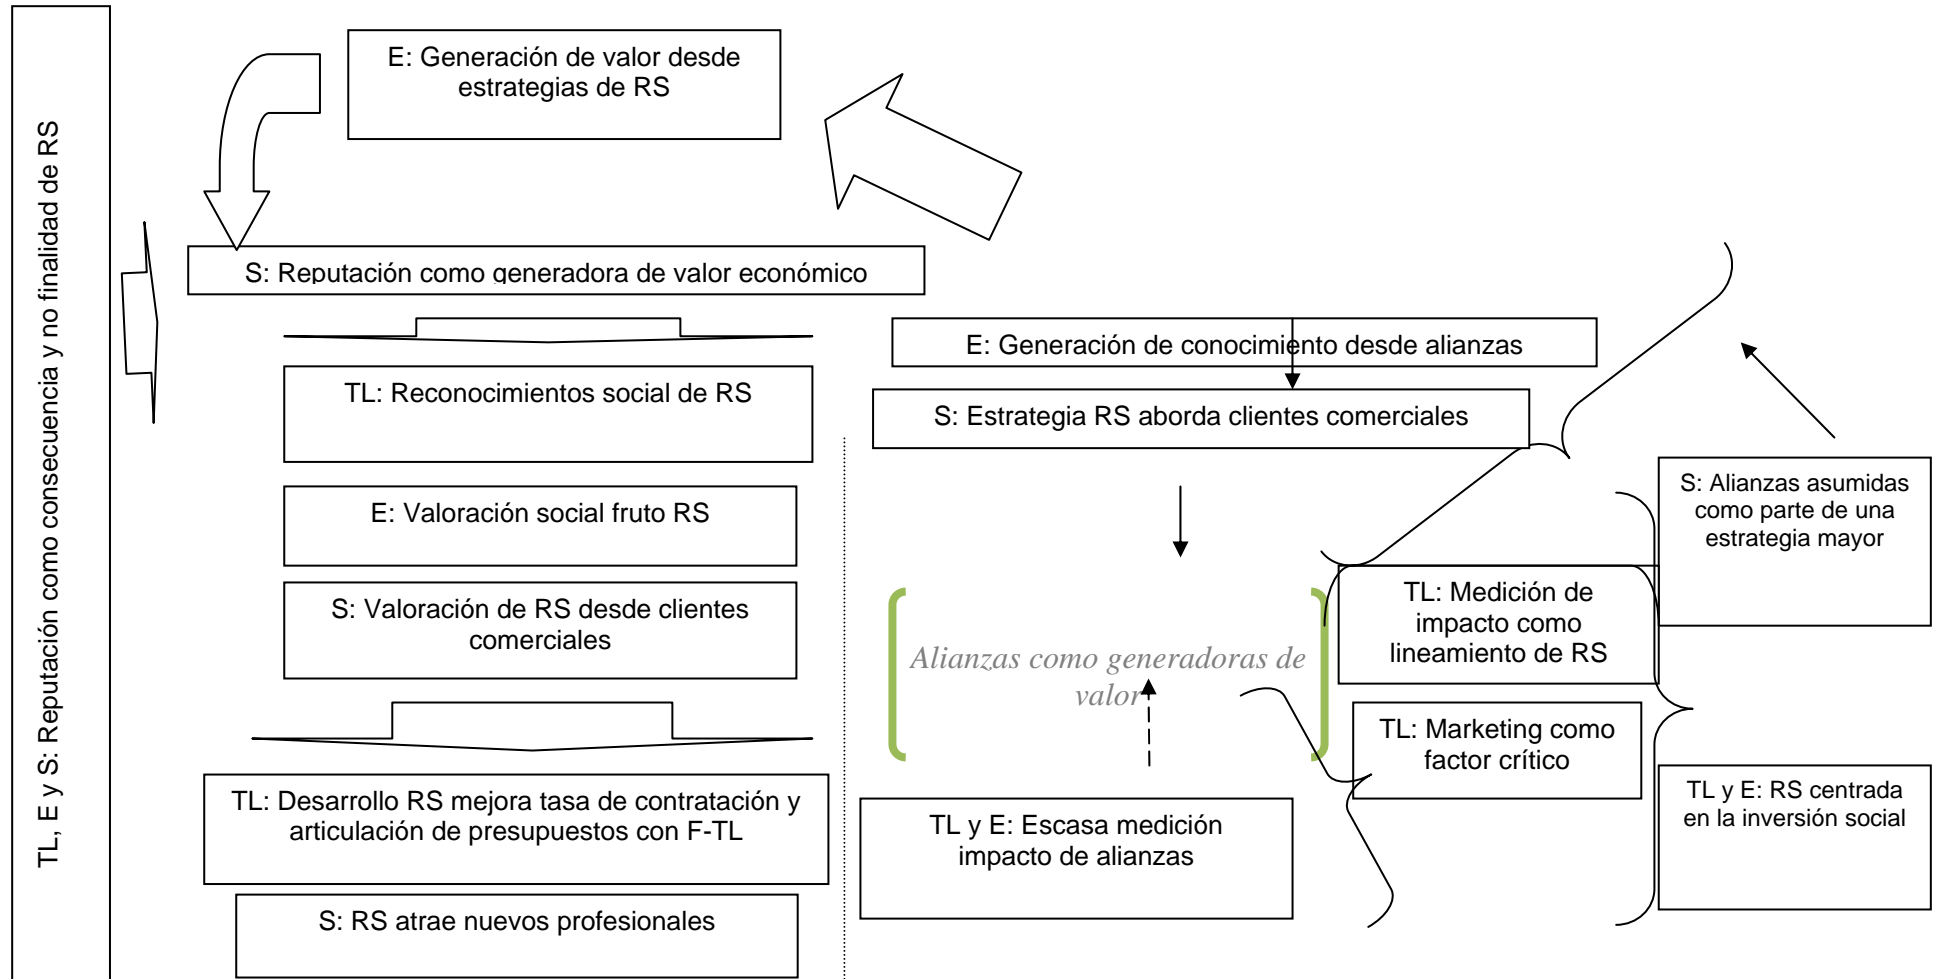 TL, E y S: Reputación como consecuencia y no finalidad de RS
E: Generación de valor desde
estrategias de RS
S: Reputación como generadora de valor económico
TL: Reconocimientos social de RS
E: Valoración social fruto RS
S: Valoración de RS desde clientes
comerciales
TL: Desarrollo RS mejora tasa de contratación y
articulación de presupuestos con F-TL
S: RS atrae nuevos profesionales
E: Generación de conocimiento desde alianzas
S: Estrategia RS aborda clientes comerciales
Alianzas como generadoras de
valor
TL y E: Escasa medición
impacto de alianzas
TL: Medición de
impacto como
lineamiento de RS
TL: Marketing como
factor crítico
S: Alianzas asumidas
como parte de una
estrategia mayor
TL y E: RS centrada
en la inversión social